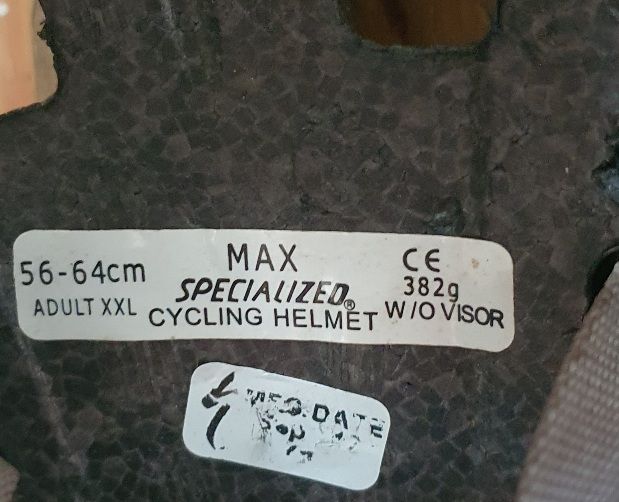 56-64cm MAX CE
ADULT XXL SPECIALIZED® 382g
CYCLING HELMET W/O VISOR
MFG.DATE